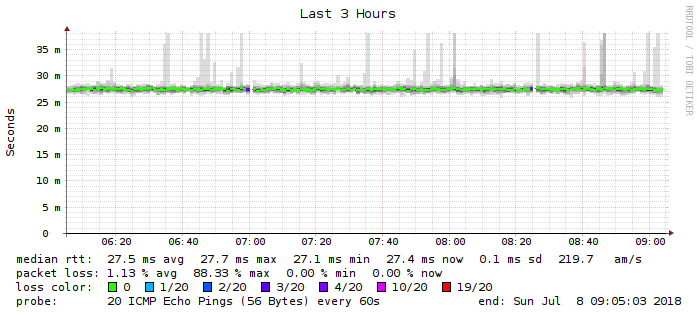 Last 3 Hours
RRDTOOL / TOBI OETIKER
Seconds
35 m
30 m
25 m
20 m
15 m
10 m
5 m
0
06:20 06:40 07:00 07:20 07:40 08:00 08:20 08:40 09:00
median rtt: 27.5 ms avg 27.7 ms max 27.1 ms min 27.4 ms now 0.1 ms sd 219.7 am/s
packet loss: 1.13 % avg 88.33 % max 0.00 % min 0.00 % now
loss color: 0 1/20 2/20 3/20 4/20 10/20 19/20
probe: 20 ICMP Echo Pings (56 Bytes) every 60s end: Sun Jul 8 09:05:03 2018